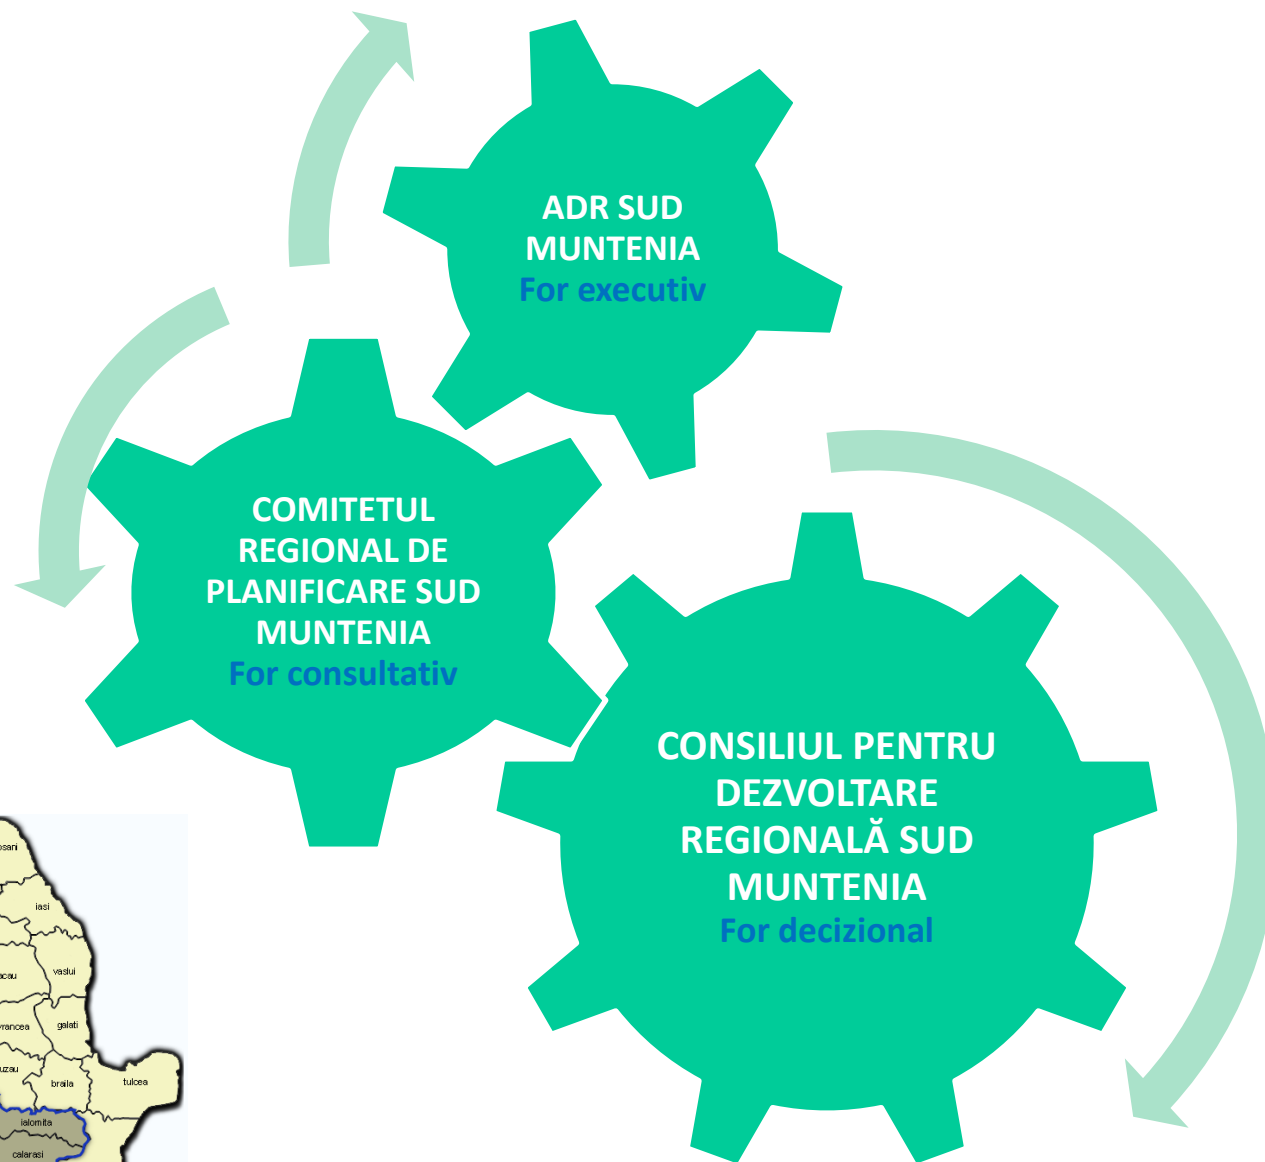 ADR SUD
MUNTENIA
For executiv
COMITETUL
REGIONAL DE
PLANIFICARE SUD
MUNTENIA
For consultativ
CONSILIUL PENTRU
DEZVOLTARE
REGIONALĂ SUD
MUNTENIA
For decizional
iasi
vaslui
galati
braila
tulcea
ialomita
calarasi